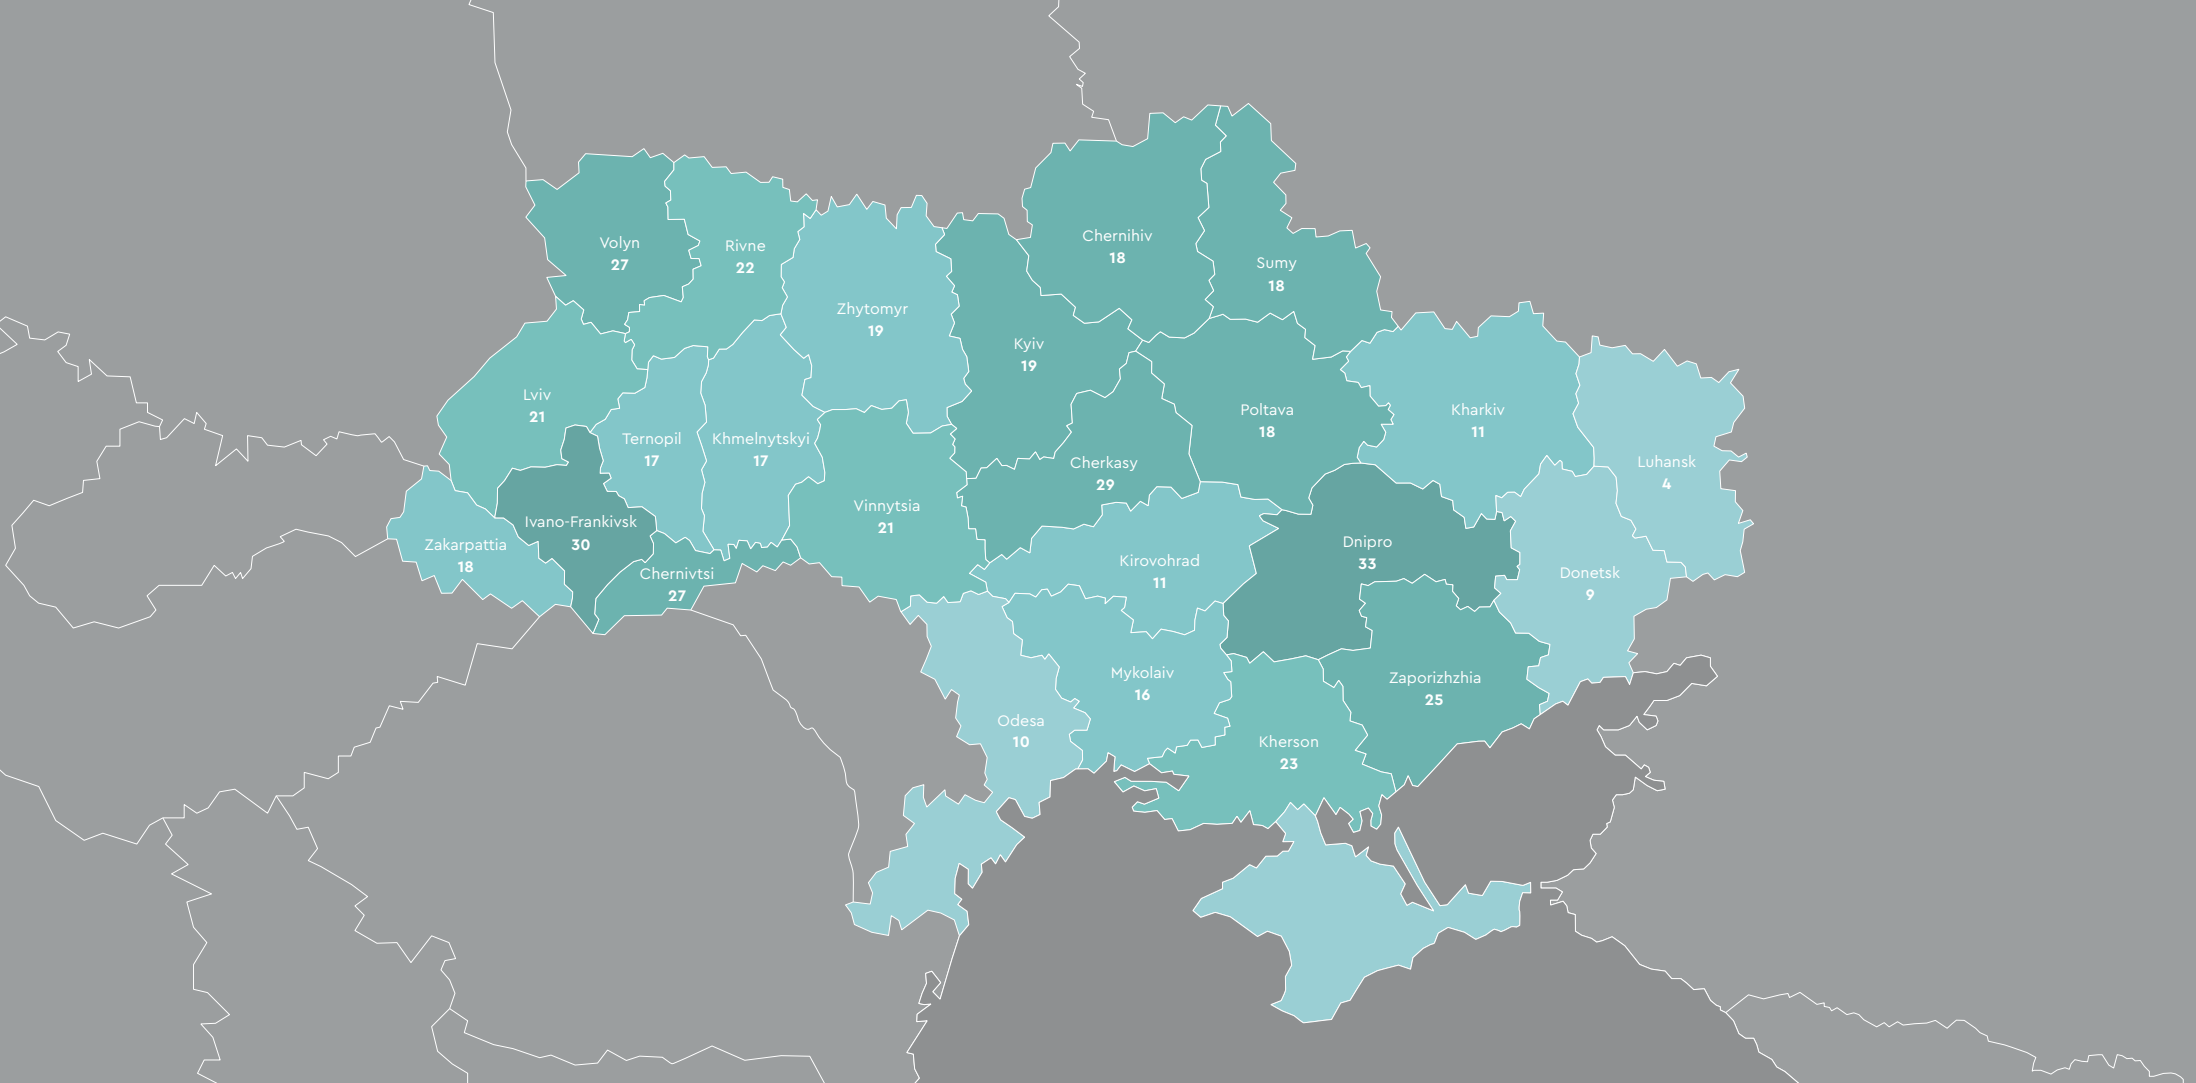 Volyn
27
Rivne
22
Zhytomyr
19
Kyiv
19
Chernihiv
18
Sumy
18
Lviv
21
Ternopil
17
Khmelnytskyi
17
Vinnytsia
21
Cherkasy
29
Poltava
18
Kharkiv
11
Luhansk
4
Zakarpattia
18
Ivano-Frankivsk
30
Chernivtsi
27
Kirovohrad
11
Dnipro
33
Donetsk
9
Odesa
10
Mykolaiv
16
Kherson
23
Zaporizhzhia
25